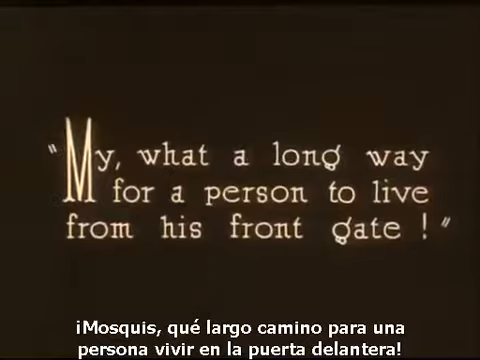 "My, what a long way
for a person to live
from his front gate!"
¡Mosquis, qué largo camino para una
persona vivir en la puerta delantera!